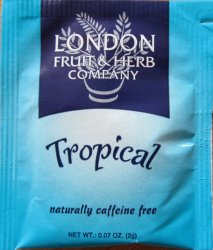 LONDON
FRUIT & HERB
COMPANY
Tropical
naturally caffeine free
NET WT.: 0.07 OZ. (2g)